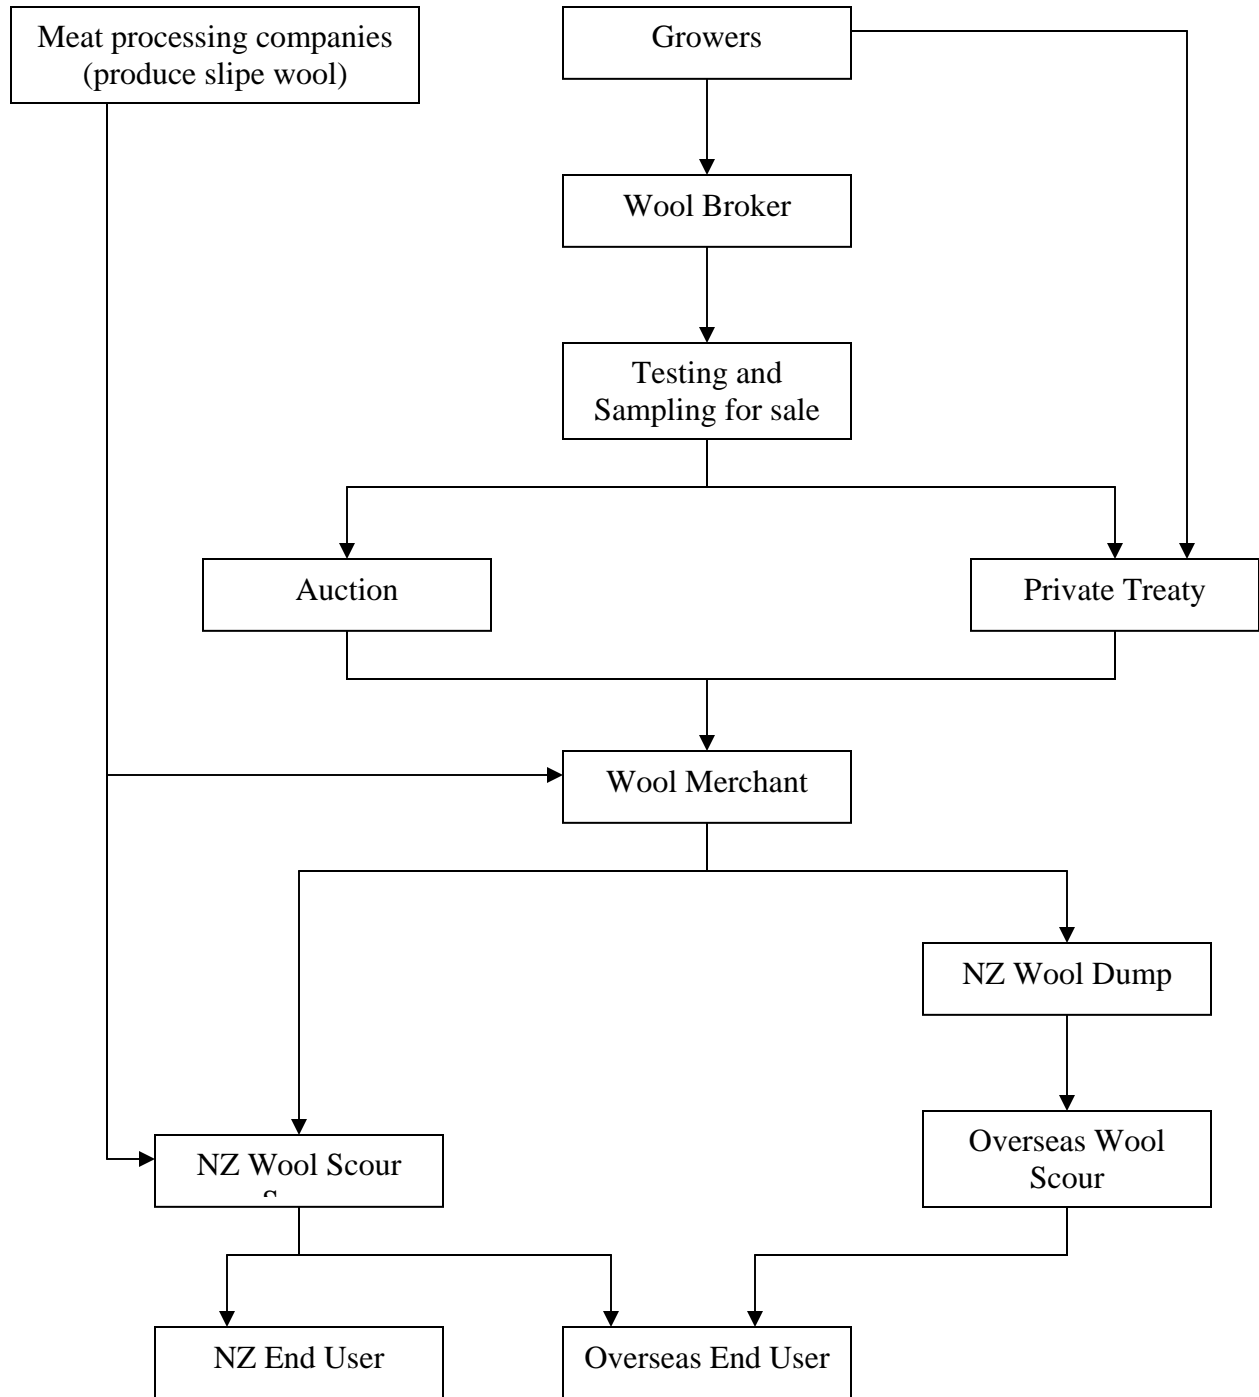 Meat processing companies
(produce slipe wool)
Growers
Wool Broker
Testing and
Sampling for sale
Auction
Private Treaty
Wool Merchant
NZ Wool Dump
Overseas Wool
Scour
NZ Wool Scour
NZ End User
Overseas End User